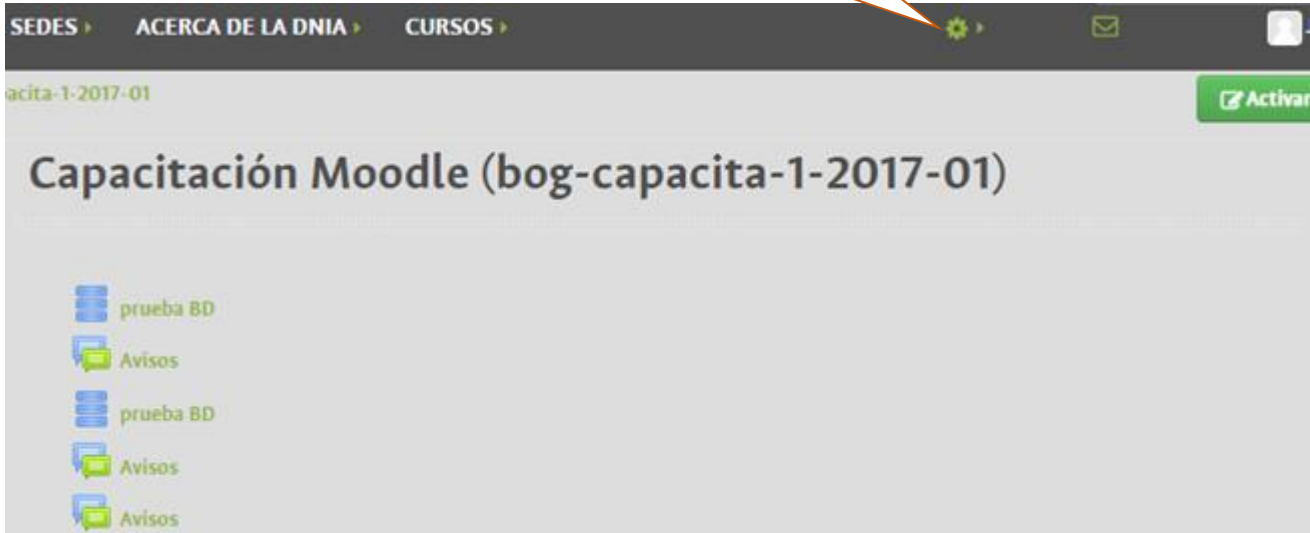 SEDES ACERCA DE LA DNIA CURSOS
acita-1-2017-01 Activar
Capacitación Moodle (bog-capacita-1-2017-01)
prueba BD
Avisos
prueba BD
Avisos
Avisos